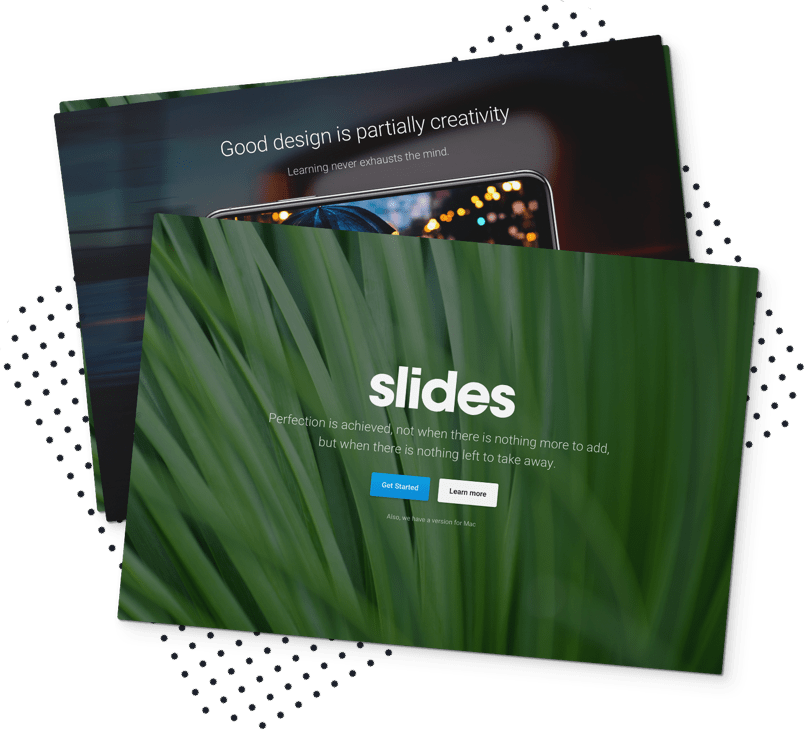 Good design is partially creativity
Learning never exhausts the mind.
slides
Perfection is achieved, not when there is nothing more to add,
but when there is nothing left to take away.
Get Started
Learn more
Also, we have a version for Mac